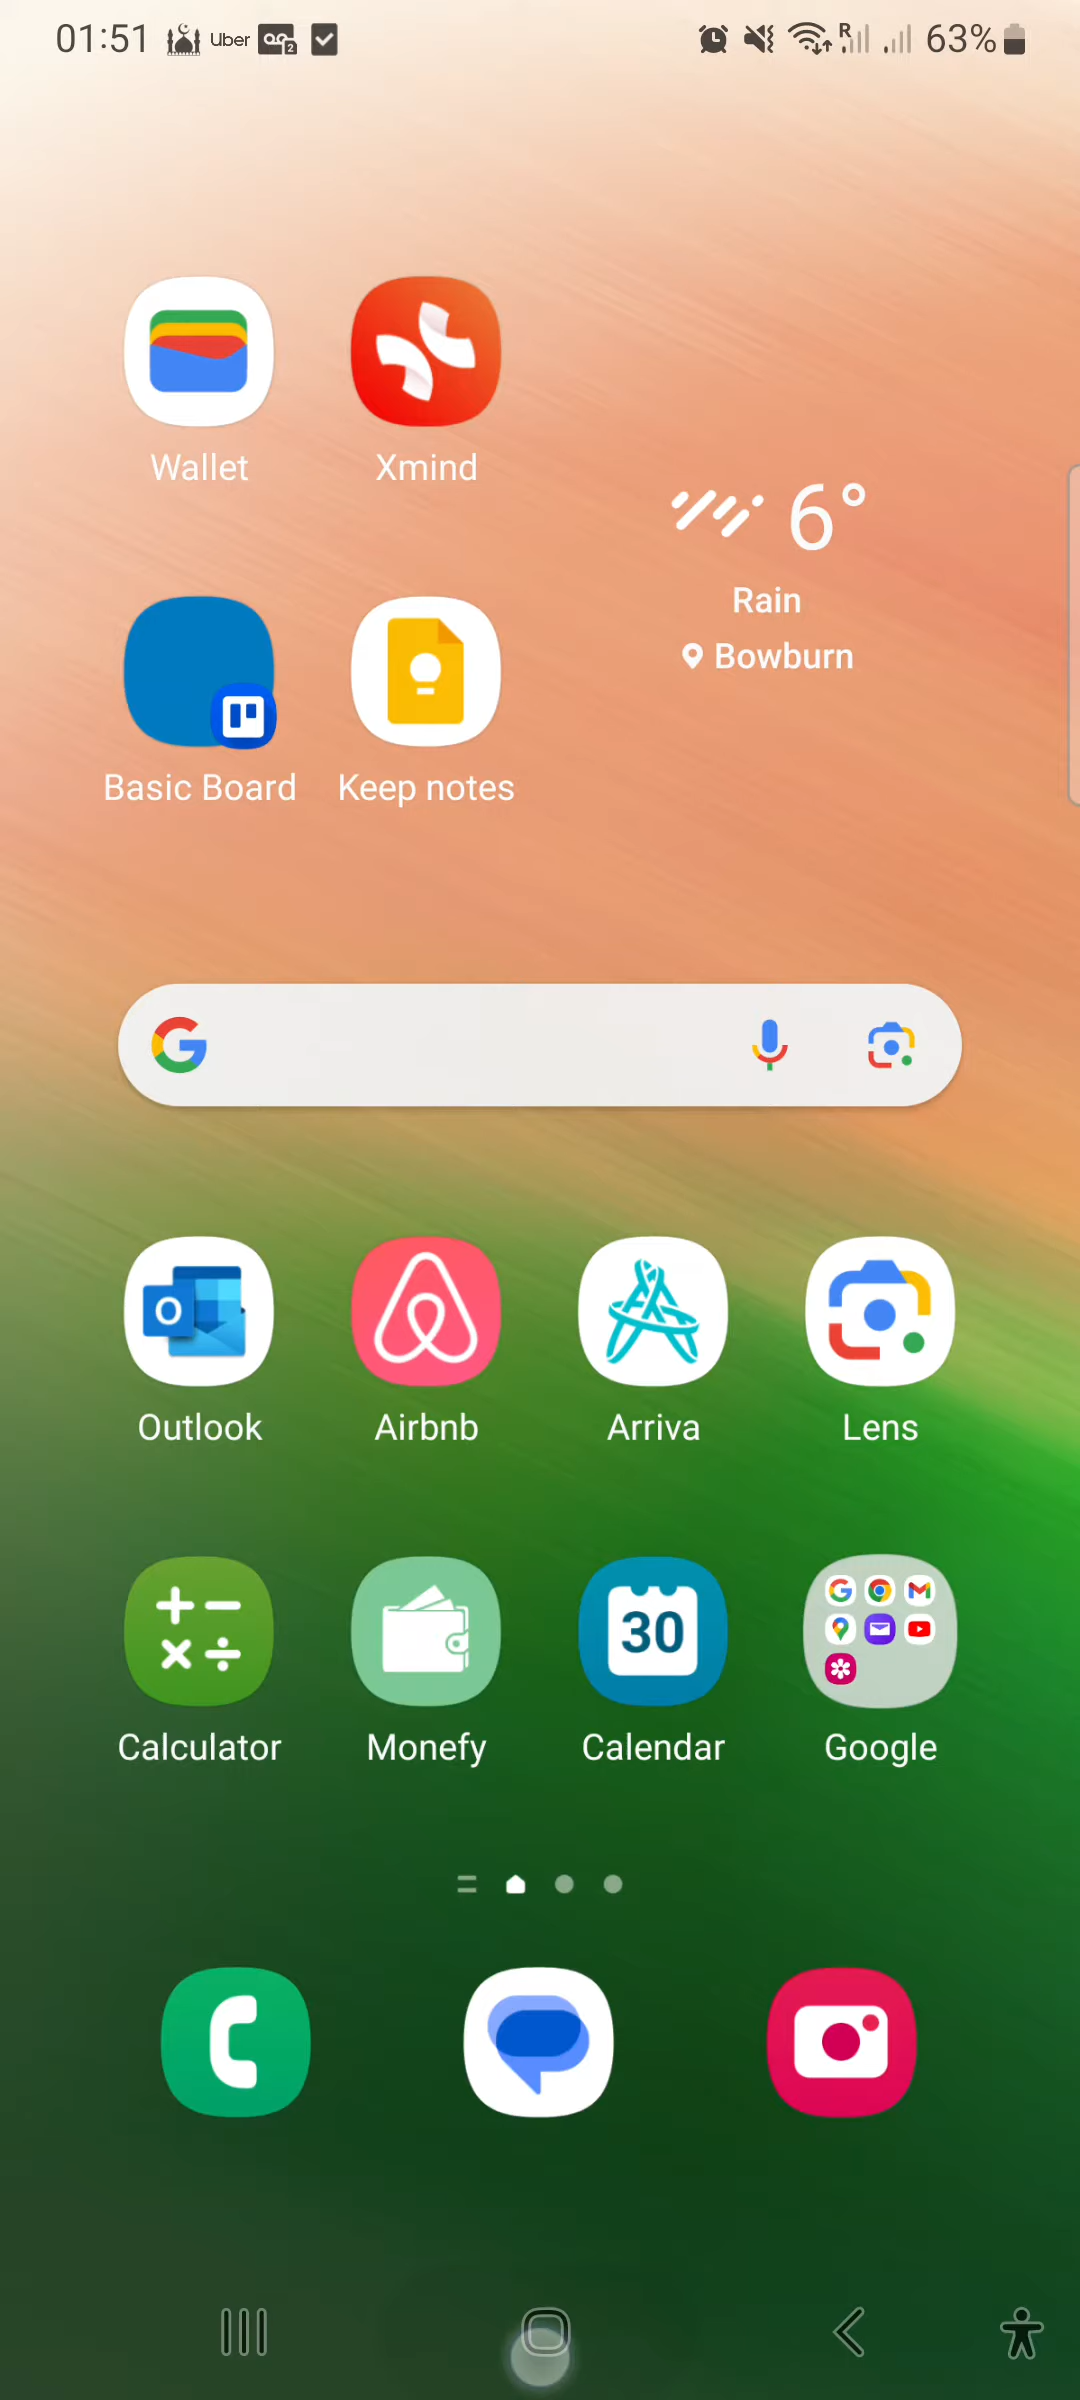 01:51 Uber 63%
Wallet Xmind
6°
Rain
Bowburn
Basic Board Keep notes
Outlook Airbnb Arriva Lens
30
Calculator Monefy Calendar Google